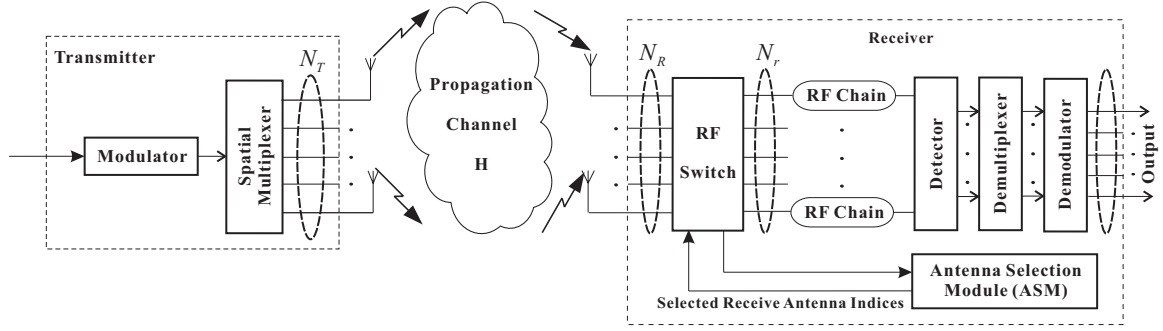 Transmitter
Modulator
Spatial
Multiplexer
N_T
Propagation
Channel
H
Receiver
N_R
RF
Switch
N_r
RF Chain
RF Chain
Detector
Demultiplexer
Demodulator
Output
Antenna Selection
Module (ASM)
Selected Receive Antenna Indices